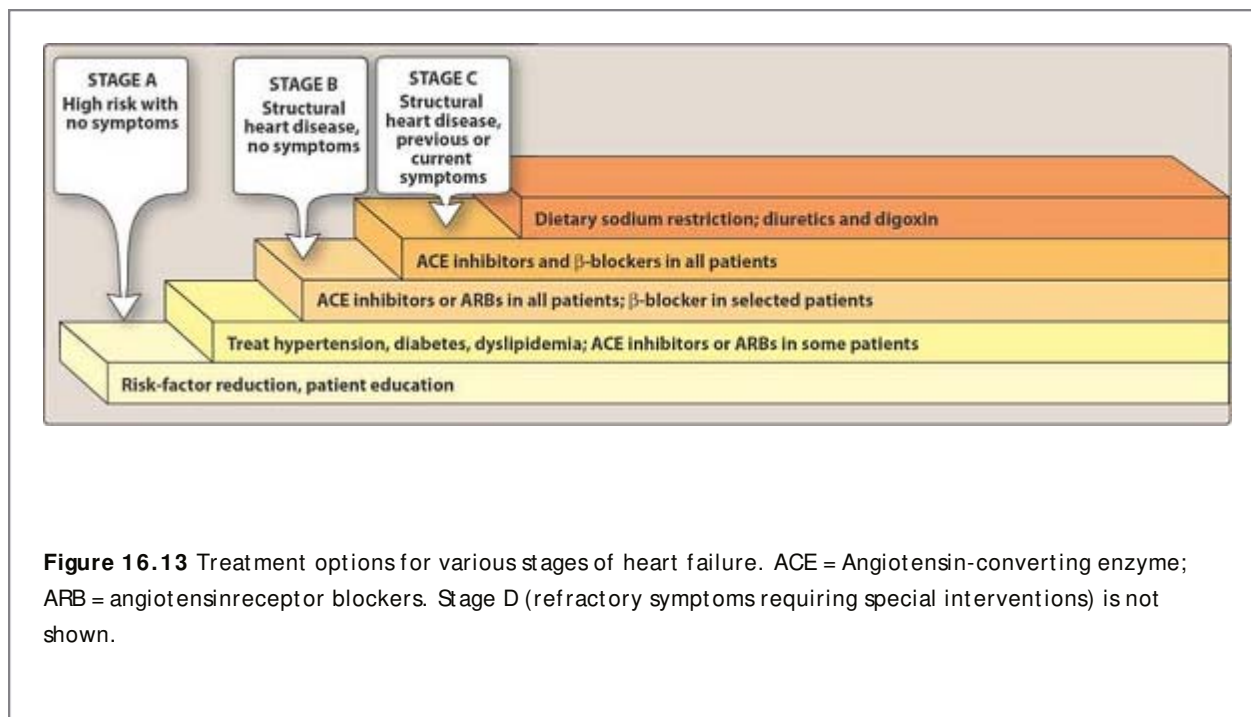 STAGE A
High risk with
no symptoms
STAGE B
Structural
heart disease,
no symptoms
STAGE C
Structural
heart disease,
previous or
current
symptoms
Dietary sodium restriction; diuretics and digoxin
ACE inhibitors and β-blockers in all patients
ACE inhibitors or ARBs in all patients; β-blocker in selected patients
Treat hypertension, diabetes, dyslipidemia; ACE inhibitors or ARBs in some patients
Risk-factor reduction, patient education
Figure 16.13 Treatment options for various stages of heart failure. ACE = Angiotensin-converting enzyme;
ARB = angiotensinreceptor blockers. Stage D (refractory symptoms requiring special interventions) is not
shown.